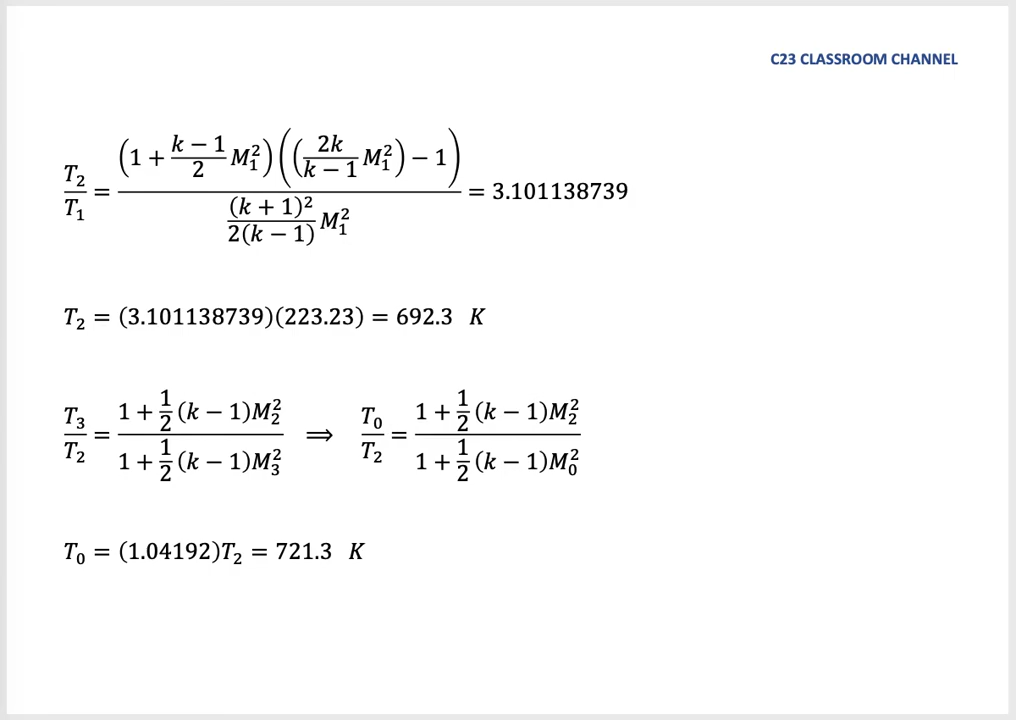 C23 CLASSROOM CHANNEL
T₂/T₁ = (1 + (k − 1)/2 M₁²)((2k/(k − 1) M₁²) − 1) / ((k + 1)²/(2(k − 1)) M₁²) = 3.101138739
T₂ = (3.101138739)(223.23) = 692.3 K
T₃/T₂ = (1 + 1/2 (k − 1)M₂²) / (1 + 1/2 (k − 1)M₃²) ⟹ T₀/T₂ = (1 + 1/2 (k − 1)M₂²) / (1 + 1/2 (k − 1)M₀²)
T₀ = (1.04192)T₂ = 721.3 K